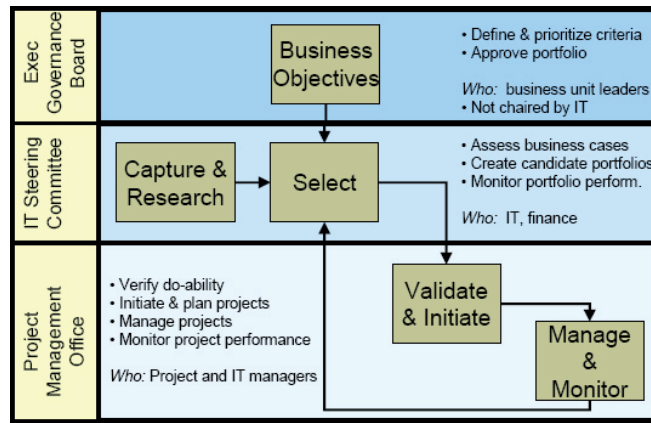 Exec
Governance
Board
Business
Objectives
• Define & prioritize criteria
• Approve portfolio
Who: business unit leaders
• Not chaired by IT
IT Steering
Committee
Capture &
Research
Select
• Assess business cases
• Create candidate portfolios
• Monitor portfolio perform.
Who: IT, finance
Project
Management
Office
• Verify do-ability
• Initiate & plan projects
• Manage projects
• Monitor project performance
Who: Project and IT managers
Validate
& Initiate
Manage
&
Monitor